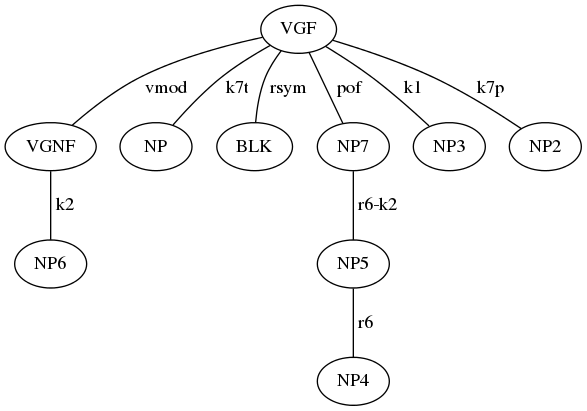 VGF
vmod k7t rsym pof k1 k7p
VGNF NP BLK NP7 NP3 NP2
k2 r6-k2
NP6 NP5
r6
NP4